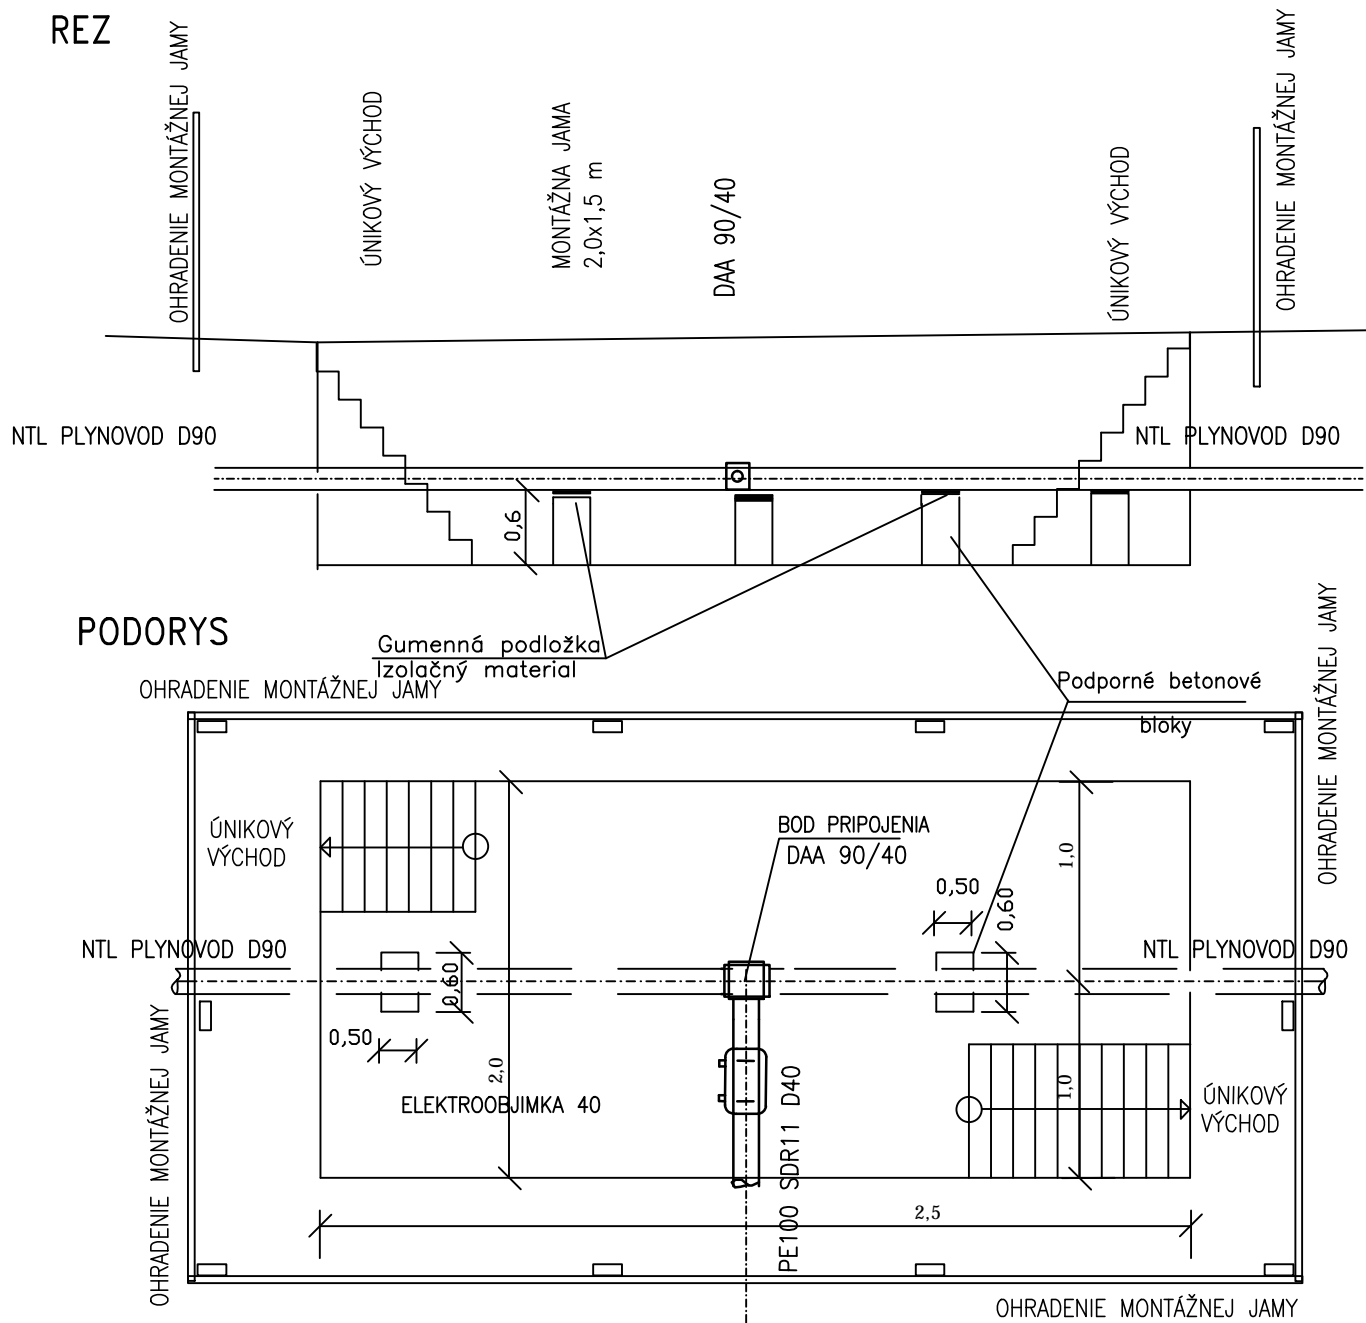 REZ
OHRADENIE MONTÁŽNEJ JAMY
ÚNIKOVÝ VÝCHOD
MONTÁŽNA JAMA
2,0x1,5 m
DAA 90/40
ÚNIKOVÝ VÝCHOD
OHRADENIE MONTÁŽNEJ JAMY
NTL PLYNOVOD D90
NTL PLYNOVOD D90
0,6
PODORYS
Gumenná podložka
Izolačný material
Podporné betonové
bloky
OHRADENIE MONTÁŽNEJ JAMY
OHRADENIE MONTÁŽNEJ JAMY
ÚNIKOVÝ
VÝCHOD
BOD PRIPOJENIA
DAA 90/40
1,0
0,50
0,60
NTL PLYNOVOD D90
NTL PLYNOVOD D90
0,60
0,50
2,0
ELEKTROOBJIMKA 40
PE100 SDR11 D40
1,0
ÚNIKOVÝ
VÝCHOD
OHRADENIE MONTÁŽNEJ JAMY
2,5
OHRADENIE MONTÁŽNEJ JAMY